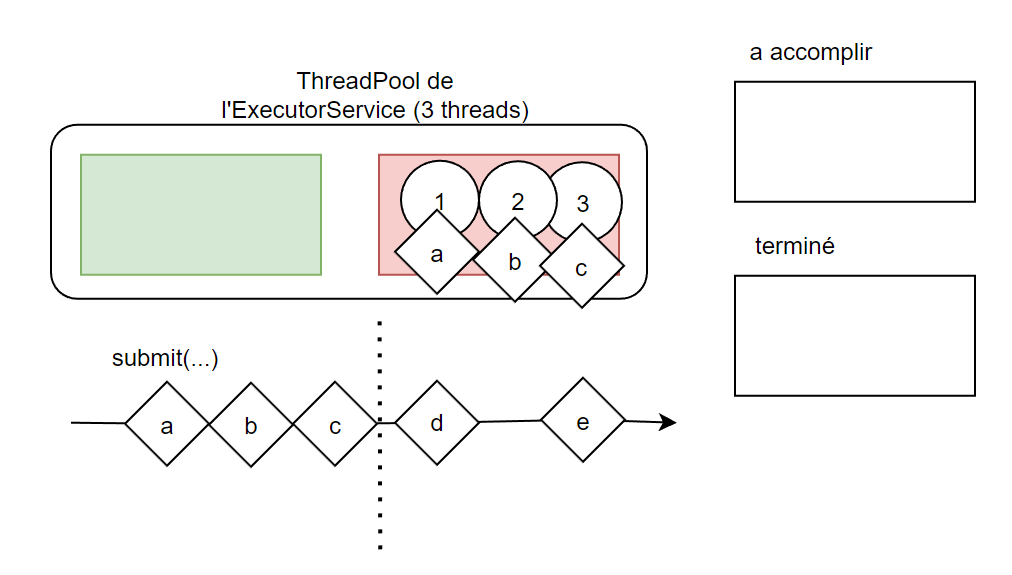 a accomplir
ThreadPool de
l'ExecutorService (3 threads)
1 2 3
a b c
terminé
submit(...)
a b c d e